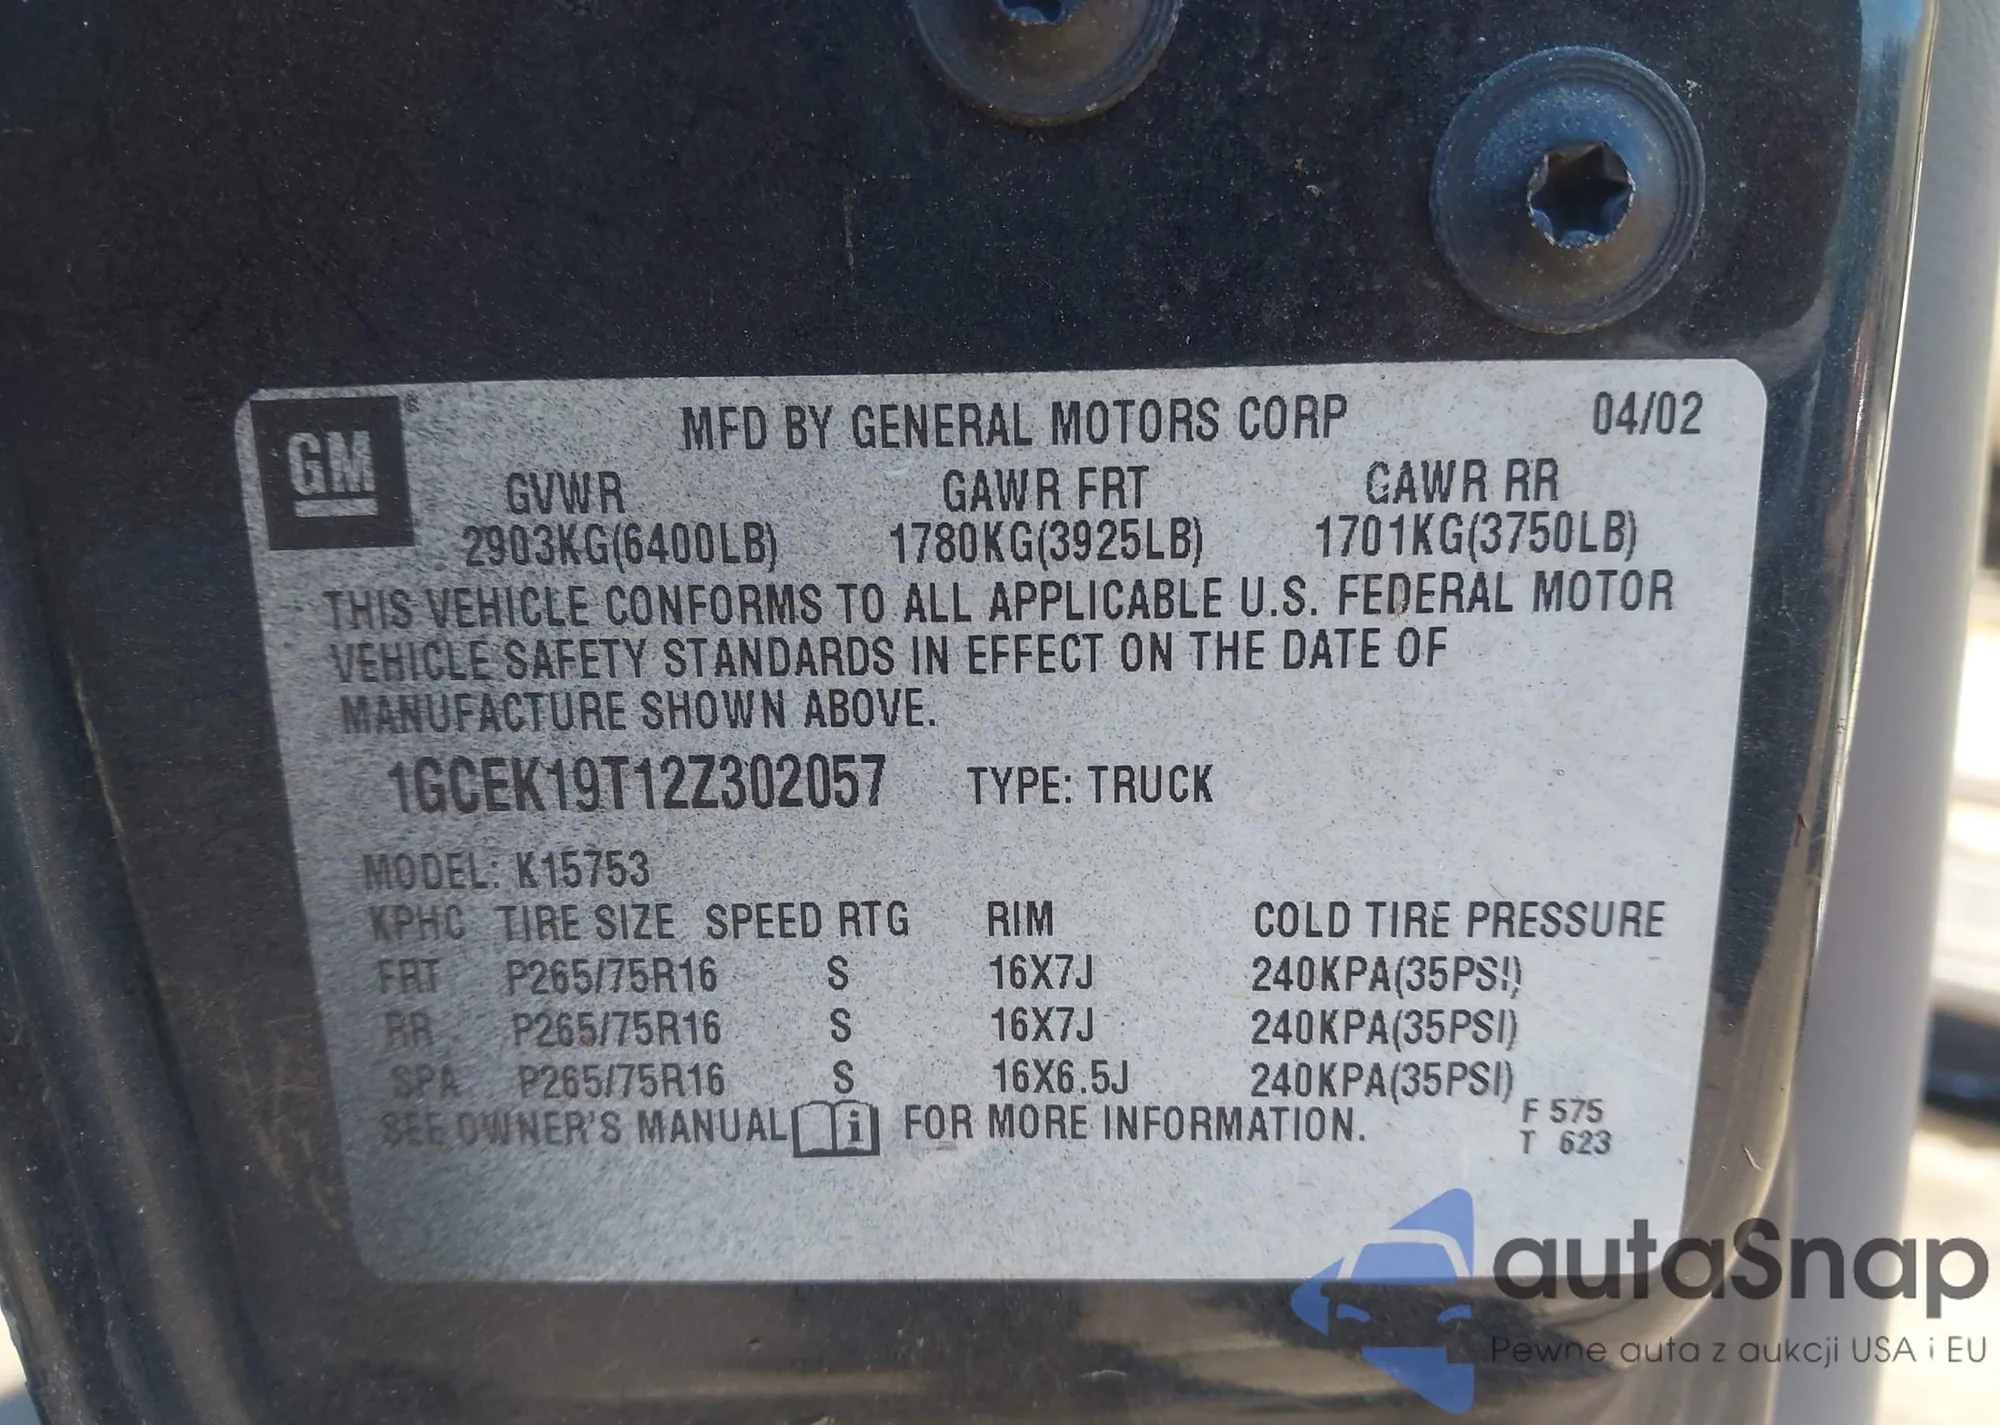 GM
MFD BY GENERAL MOTORS CORP 04/02
GVWR GAWR FRT GAWR RR
2903KG(6400LB) 1780KG(3925LB) 1701KG(3750LB)
THIS VEHICLE CONFORMS TO ALL APPLICABLE U.S. FEDERAL MOTOR
VEHICLE SAFETY STANDARDS IN EFFECT ON THE DATE OF
MANUFACTURE SHOWN ABOVE.
1GCEK19T12Z302057 TYPE: TRUCK
MODEL: K15753
KPHC TIRE SIZE SPEED RTG RIM COLD TIRE PRESSURE
FRT P265/75R16 S 16X7J 240KPA(35PSI)
RR P265/75R16 S 16X7J 240KPA(35PSI)
SPA P265/75R16 S 16X6.5J 240KPA(35PSI)
SEE OWNER'S MANUAL i FOR MORE INFORMATION.
F 575
T 623
autaSnap
Pewne auta z aukcji USA i EU